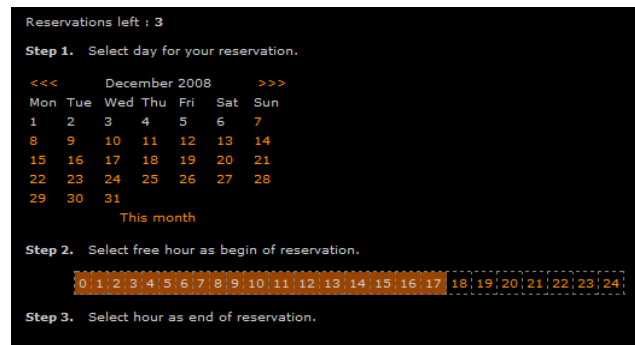 Reservations left : 3
Step 1. Select day for your reservation.
<<< December 2008 >>>
Mon Tue Wed Thu Fri Sat Sun
1 2 3 4 5 6 7
8 9 10 11 12 13 14
15 16 17 18 19 20 21
22 23 24 25 26 27 28
29 30 31
This month
Step 2. Select free hour as begin of reservation.
0 1 2 3 4 5 6 7 8 9 10 11 12 13 14 15 16 17 18 19 20 21 22 23 24
Step 3. Select hour as end of reservation.